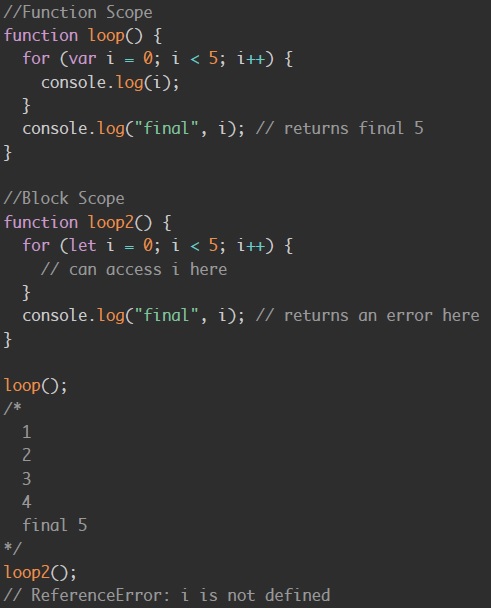 //Function Scope
function loop() {
  for (var i = 0; i < 5; i++) {
    console.log(i);
  }
  console.log("final", i); // returns final 5
}

//Block Scope
function loop2() {
  for (let i = 0; i < 5; i++) {
    // can access i here
  }
  console.log("final", i); // returns an error here
}

loop();
/*
  1
  2
  3
  4
  final 5
*/
loop2();
// ReferenceError: i is not defined